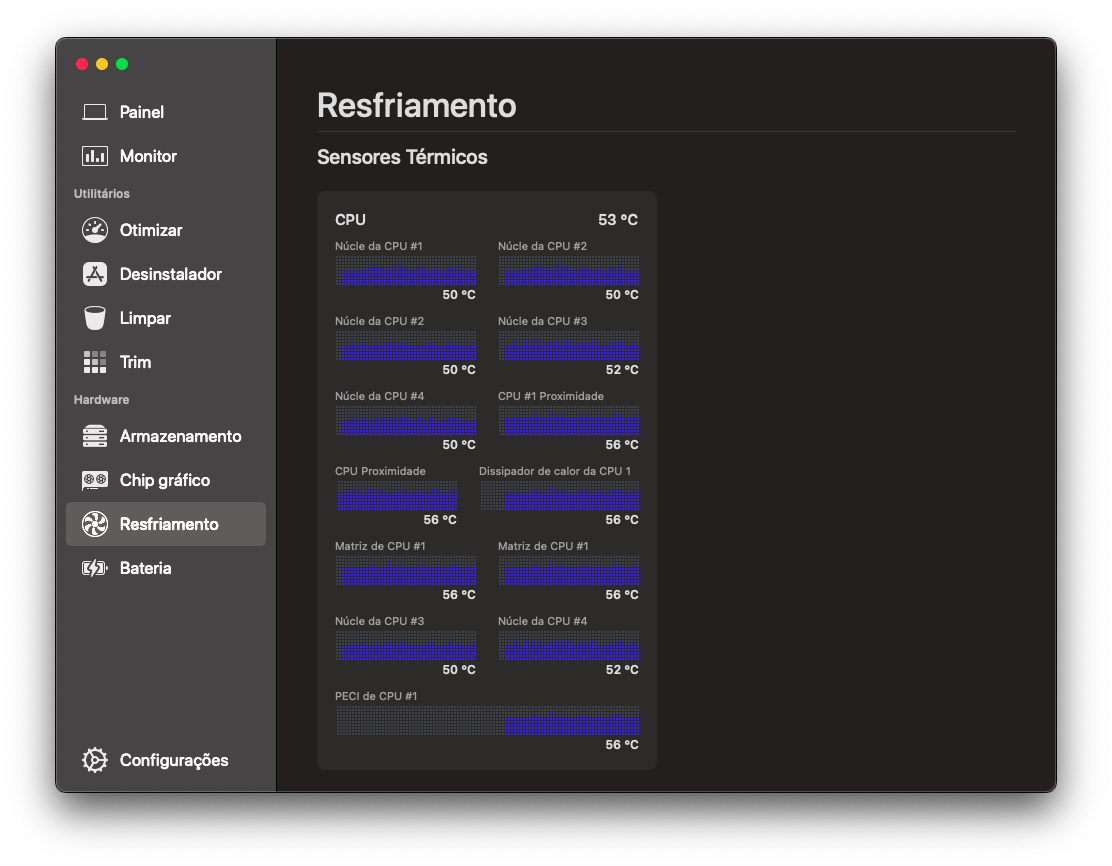 Painel
Monitor
Utilitários
Otimizar
Desinstalador
Limpar
Trim
Hardware
Armazenamento
Chip gráfico
Resfriamento
Bateria
Configurações
Resfriamento
Sensores Térmicos
CPU 53 °C
Núcle da CPU #1 Núcle da CPU #2
50 °C 50 °C
Núcle da CPU #2 Núcle da CPU #3
50 °C 52 °C
Núcle da CPU #4 CPU #1 Proximidade
50 °C 56 °C
CPU Proximidade Dissipador de calor da CPU 1
56 °C 56 °C
Matriz de CPU #1 Matriz de CPU #1
56 °C 56 °C
Núcle da CPU #3 Núcle da CPU #4
50 °C 52 °C
PECI de CPU #1
56 °C